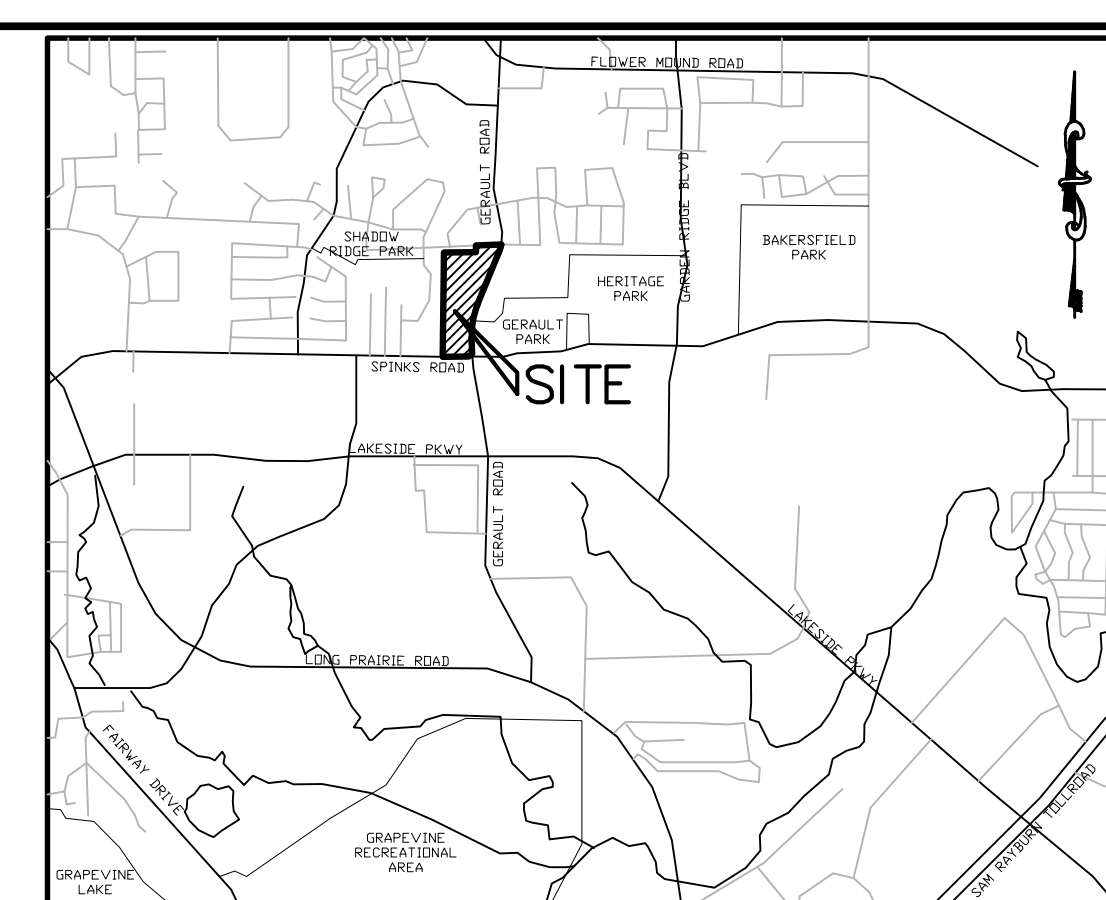 FLOWER MOUND ROAD
GERAULT ROAD
GARDEN RIDGE BLVD
SHADOW
RIDGE PARK
BAKERSFIELD
PARK
HERITAGE
PARK
GERAULT
PARK
SPINKS ROAD
SITE
LAKESIDE PKWY
GERAULT ROAD
LAKESIDE PKWY
LONG PRAIRIE ROAD
FAIRWAY DRIVE
SAM RAYBURN TOLLROAD
GRAPEVINE
RECREATIONAL
AREA
GRAPEVINE
LAKE